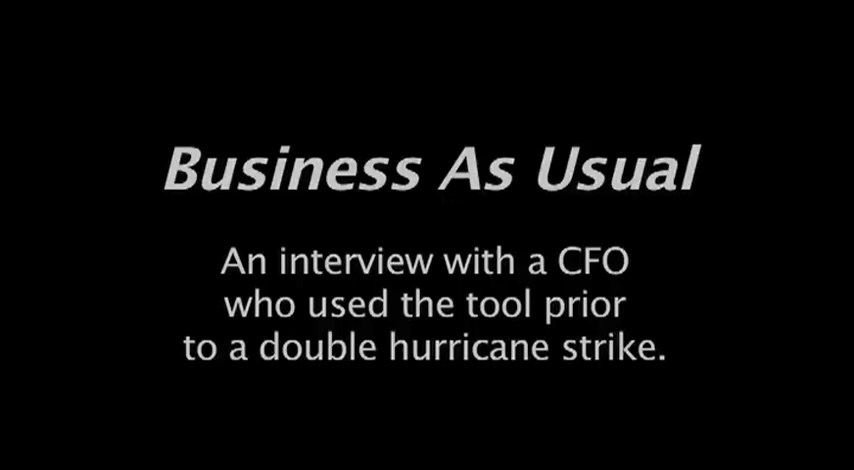 Business As Usual
An interview with a CFO
who used the tool prior
to a double hurricane strike.